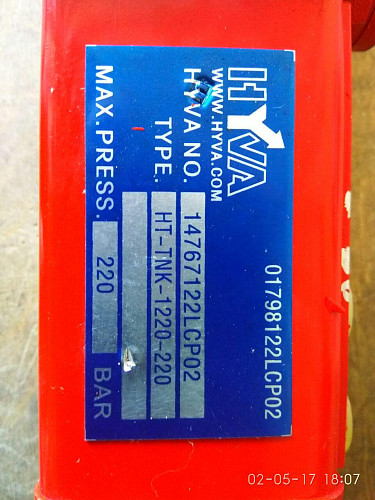 HYVA
WWW.HYVA.COM
01798122LCP02
HYVA NO. 14767122LCP02
TYPE. HT-TNK-1220-220
MAX.PRESS. 220 BAR
02-05-17 18:07